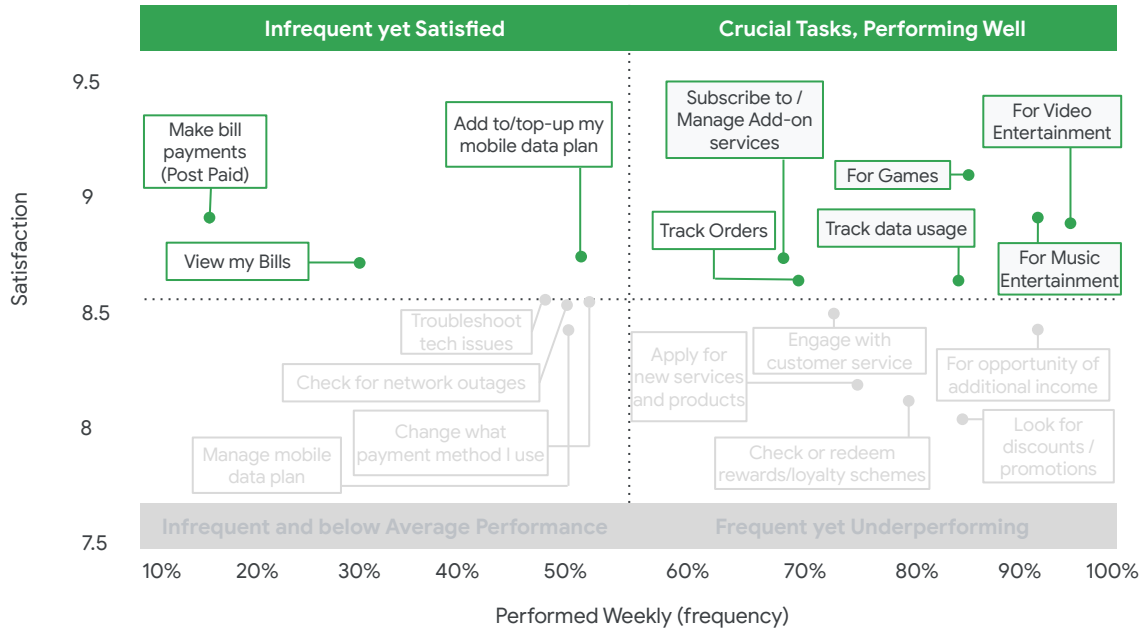 Infrequent yet Satisfied
Crucial Tasks, Performing Well
9.5
9
8.5
8
7.5
Satisfaction
Make bill
payments
(Post Paid)
View my Bills
Add to/top-up my
mobile data plan
Subscribe to /
Manage Add-on
services
For Video
Entertainment
For Games
Track Orders
Track data usage
For Music
Entertainment
Troubleshoot
tech issues
Check for network outages
Change what
payment method I use
Manage mobile
data plan
Apply for
new services
and products
Engage with
customer service
For opportunity of
additional income
Check or redeem
rewards/loyalty schemes
Look for
discounts /
promotions
Infrequent and below Average Performance
Frequent yet Underperforming
10%
20%
30%
40%
50%
60%
70%
80%
90%
100%
Performed Weekly (frequency)